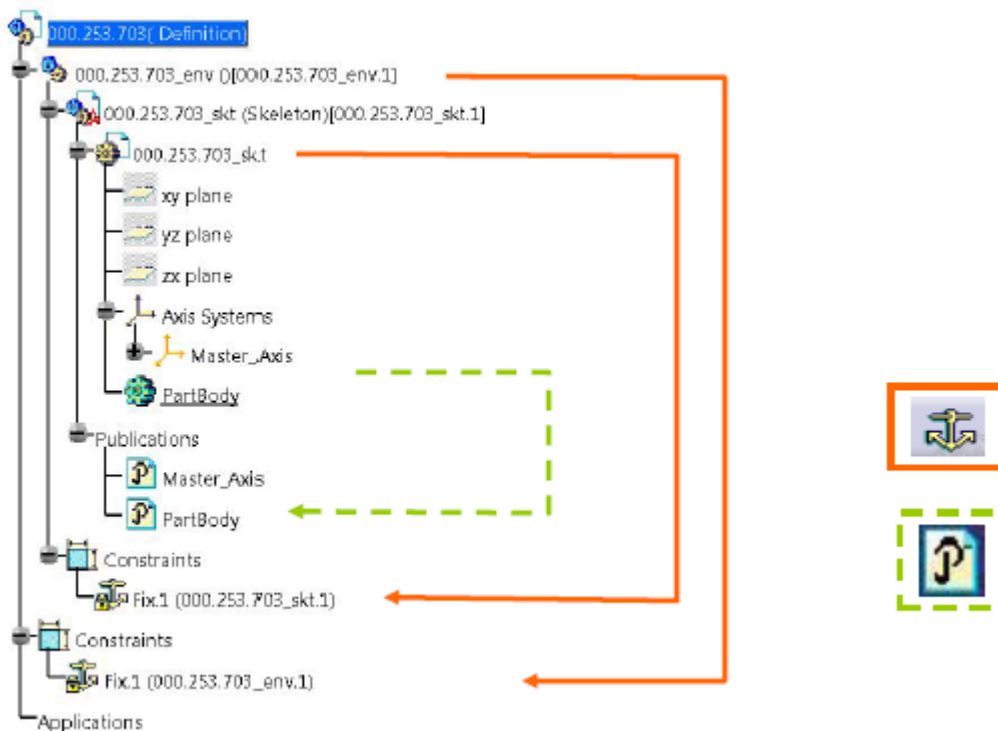 000.253.703( Definition)
000.253.703_env ()[000.253.703_env.1]
000.253.703_skt (Skeleton)[000.253.703_skt.1]
000.253.703_skt
xy plane
yz plane
zx plane
Axis Systems
Master_Axis
PartBody
Publications
Master_Axis
PartBody
Constraints
Fix.1 (000.253.703_skt.1)
Constraints
Fix.1 (000.253.703_env.1)
Applications